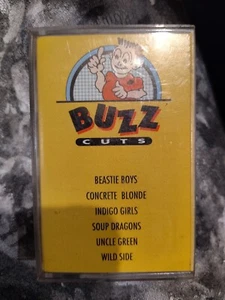 BUZZ
CUTS
BEASTIE BOYS
CONCRETE BLONDE
INDIGO GIRLS
SOUP DRAGONS
UNCLE GREEN
WILD SIDE